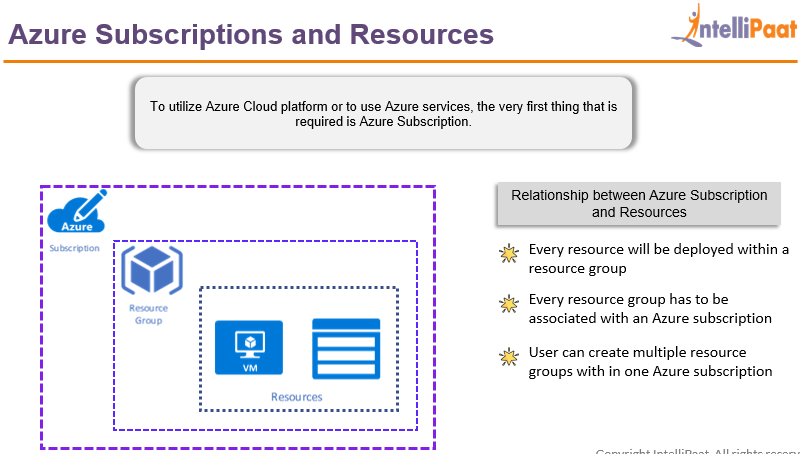 Azure Subscriptions and Resources
IntelliPaat
To utilize Azure Cloud platform or to use Azure services, the very first thing that is
required is Azure Subscription.
Azure
Subscription
Resource
Group
VM
Resources
Relationship between Azure Subscription
and Resources
Every resource will be deployed within a
resource group
Every resource group has to be
associated with an Azure subscription
User can create multiple resource
groups with in one Azure subscription
Copyright IntelliPaat. All rights